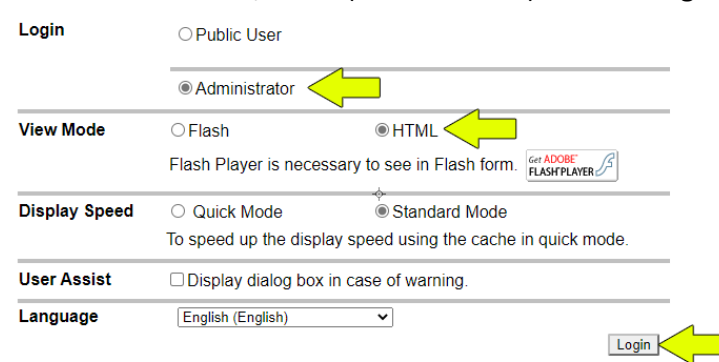 Login
Public User
Administrator
View Mode
Flash
HTML
Flash Player is necessary to see in Flash form.
Get ADOBE®
FLASH® PLAYER
Display Speed
Quick Mode
Standard Mode
To speed up the display speed using the cache in quick mode.
User Assist
Display dialog box in case of warning.
Language
English (English)
Login